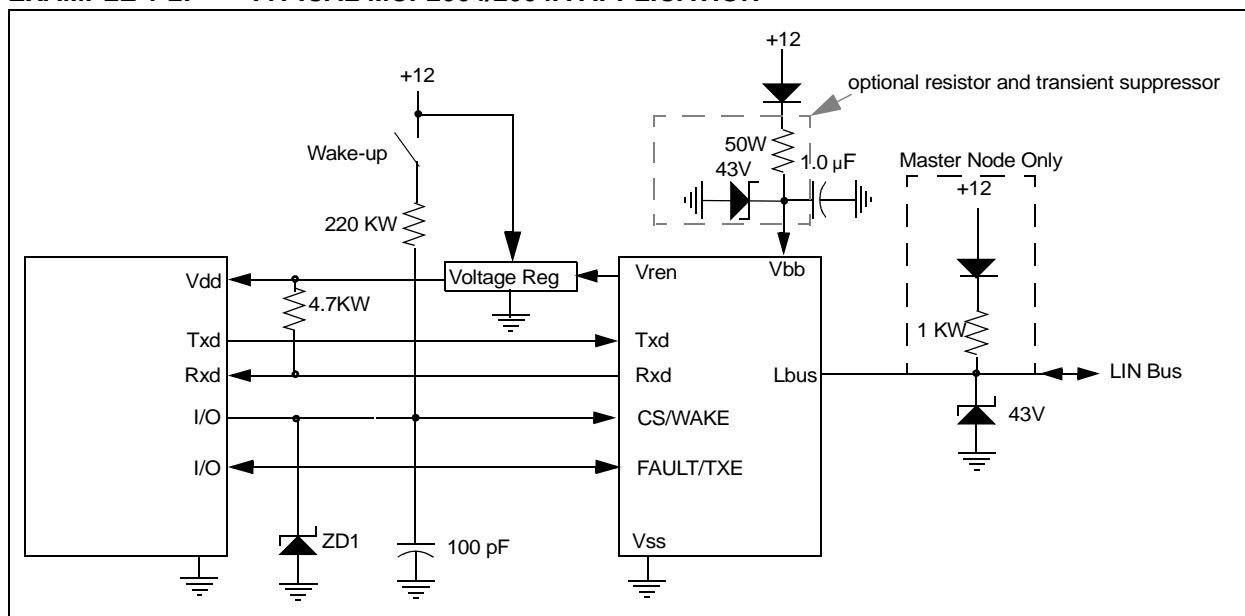 +12
+12
optional resistor and transient suppressor
Wake-up
50W
43V
1.0 µF
Master Node Only
+12
220 KW
Vdd
Voltage Reg
Vren
Vbb
4.7KW
1 KW
Txd
Txd
Rxd
Rxd
Lbus
LIN Bus
I/O
CS/WAKE
43V
I/O
FAULT/TXE
ZD1
100 pF
Vss